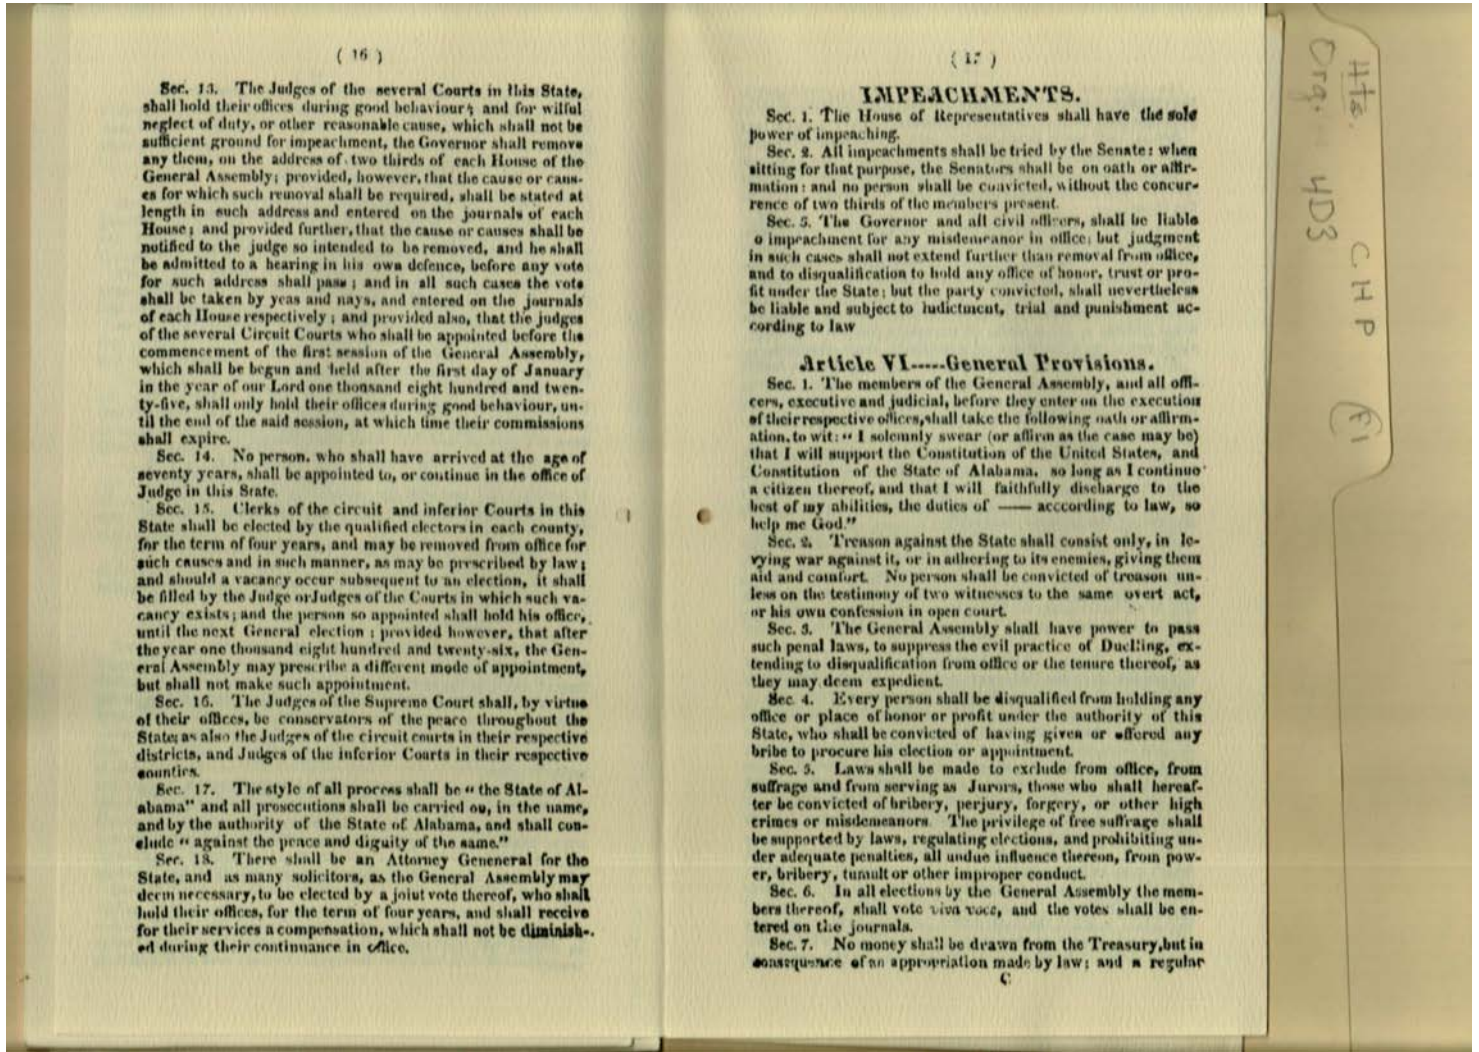 ( 16 )
Sec. 13. The Judges of the several Courts in this State,
shall hold their offices during good behaviour; and for wilful
neglect of duty, or other reasonable cause, which shall not be
sufficient ground for impeachment, the Governor shall remove
any them, on the address of two thirds of each House of the
General Assembly; provided, however, that the cause or caus-
es for which such removal shall be required, shall be stated at
length in such address and entered on the journals of each
House; and provided further, that the cause or causes shall be
notified to the judge so intended to be removed, and he shall
be admitted to a hearing in his own defence, before any vote
for such address shall pass; and in all such cases the vote
shall be taken by yeas and nays, and entered on the journals
of each House respectively; and provided also, that the judges
of the several Circuit Courts who shall be appointed before the
commencement of the first session of the General Assembly,
which shall be begun and held after the first day of January
in the year of our Lord one thousand eight hundred and twen-
ty-five, shall only hold their offices during good behaviour, un-
til the end of the said session, at which time their commissions
shall expire.
Sec. 14. No person, who shall have arrived at the age of
seventy years, shall be appointed to, or continue in the office of
Judge in this State.
Sec. 15. Clerks of the circuit and inferior Courts in this
State shall be elected by the qualified electors in each county,
for the term of four years, and may be removed from office for
such causes and in such manner, as may be prescribed by law;
and should a vacancy occur subsequent to an election, it shall
be filled by the Judge or Judges of the Courts in which such va-
cancy exists; and the person so appointed shall hold his office,
until the next General election; provided however, that after
the year one thousand eight hundred and twenty-six, the Gen-
eral Assembly may prescribe a different mode of appointment,
but shall not make such appointment.
Sec. 16. The Judges of the Supreme Court shall, by virtue
of their offices, be conservators of the peace throughout the
State; as also the Judges of the circuit courts in their respective
districts, and Judges of the inferior Courts in their respective
counties.
Sec. 17. The style of all process shall be "the State of Al-
abama" and all prosecutions shall be carried on, in the name,
and by the authority of the State of Alabama, and shall con-
clude "against the peace and dignity of the same."
Sec. 18. There shall be an Attorney Geneneral for the
State, and as many solicitors, as the General Assembly may
deem necessary, to be elected by a joint vote thereof, who shall
hold their offices, for the term of four years, and shall receive
for their services a compensation, which shall not be diminish-
ed during their continuance in office.
( 17 )
IMPEACHMENTS.
Sec. 1. The House of Representatives shall have the sole
power of impeaching.
Sec. 2. All impeachments shall be tried by the Senate: when
sitting for that purpose, the Senators shall be on oath or affir-
mation: and no person shall be convicted, without the concur-
rence of two thirds of the members present.
Sec. 3. The Governor and all civil officers, shall be liable
o impeachment for any misdemeanor in office; but judgment
in such cases shall not extend further than removal from office,
and to disqualification to hold any office of honor, trust or pro-
fit under the State; but the party convicted, shall nevertheless
be liable and subject to indictment, trial and punishment ac-
cording to law
Article VI-----General Provisions.
Sec. 1. The members of the General Assembly, and all offi-
cers, executive and judicial, before they enter on the execution
of their respective offices, shall take the following oath or affirm-
ation, to wit: "I solemnly swear (or affirm as the case may be)
that I will support the Constitution of the United States, and
Constitution of the State of Alabama, so long as I continue
a citizen thereof, and that I will faithfully discharge to the
best of my abilities, the duties of —— acccording to law, so
help me God."
Sec. 2. Treason against the State shall consist only, in le-
vying war against it, or in adhering to its enemies, giving them
aid and comfort. No person shall be convicted of treason un-
less on the testimony of two witnesses to the same overt act,
or his own confession in open court.
Sec. 3. The General Assembly shall have power to pass
such penal laws, to suppress the evil practice of Duelling, ex-
tending to disqualification from office or the tenure thereof, as
they may deem expedient.
Sec. 4. Every person shall be disqualified from holding any
office or place of honor or profit under the authority of this
State, who shall be convicted of having given or offered any
bribe to procure his election or appointment.
Sec. 5. Laws shall be made to exclude from office, from
suffrage and from serving as Jurors, those who shall hereaf-
ter be convicted of bribery, perjury, forgery, or other high
crimes or misdemeanors. The privilege of free suffrage shall
be supported by laws, regulating elections, and prohibiting un-
der adequate penalties, all undue influence thereon, from pow-
er, bribery, tumult or other improper conduct.
Sec. 6. In all elections by the General Assembly the mem-
bers thereof, shall vote viva voce, and the votes shall be en-
tered on the journals.
Sec. 7. No money shall be drawn from the Treasury, but in
consequence of an appropriation made by law; and a regular
C
Hts. CHP F1
Org. 4D3